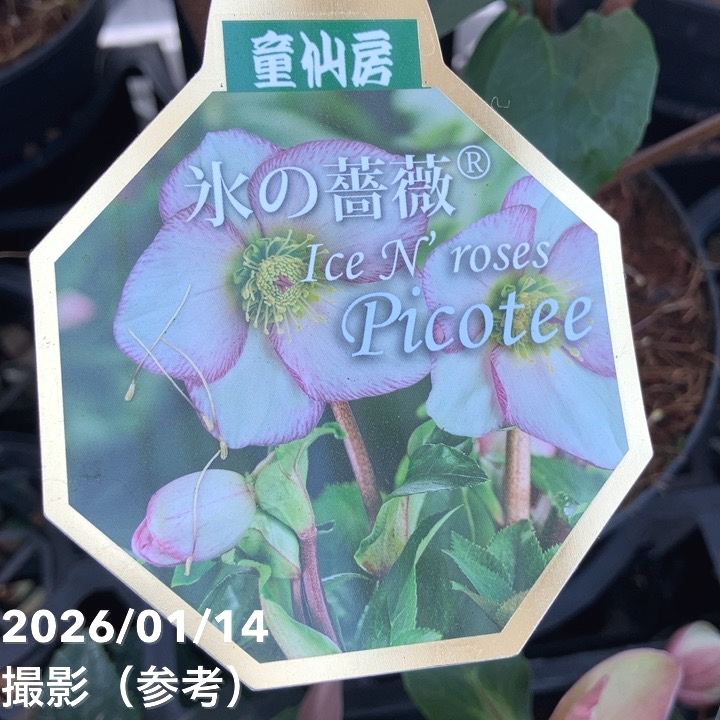 童仙房
氷の薔薇®
Ice N' roses
Picotee
2026/01/14
撮影（参考）